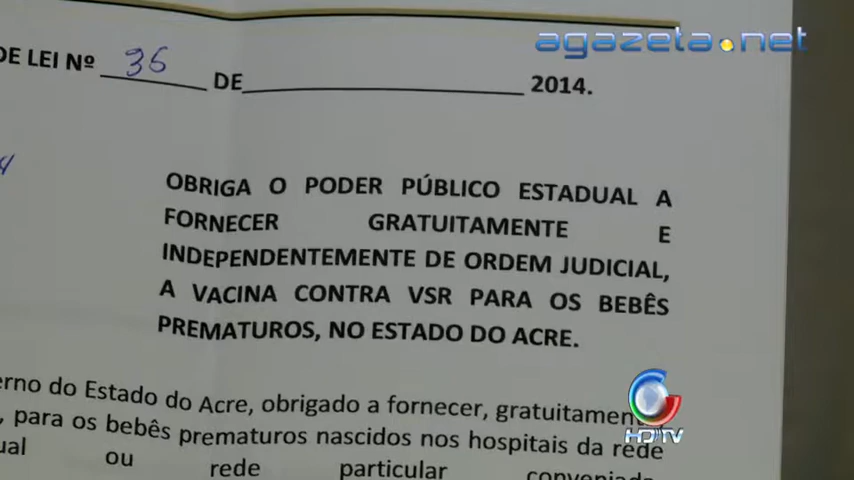 agazeta.net
DE LEI Nº 36 DE 2014.
OBRIGA O PODER PÚBLICO ESTADUAL A
FORNECER GRATUITAMENTE E
INDEPENDENTEMENTE DE ORDEM JUDICIAL,
A VACINA CONTRA VSR PARA OS BEBÊS
PREMATUROS, NO ESTADO DO ACRE.
erno do Estado do Acre, obrigado a fornecer, gratuitament
, para os bebês prematuros nascidos nos hospitais da rede
ual ou rede particular conveniada
HDTV